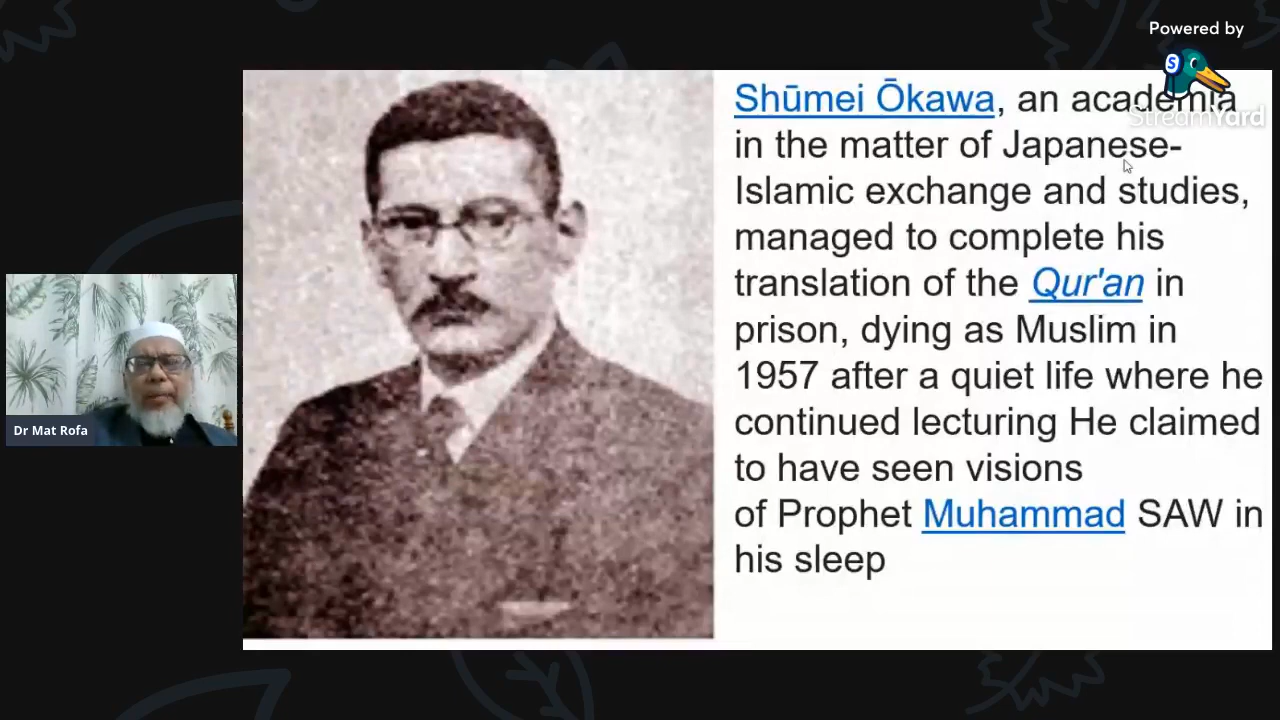 Powered by
StreamYard
Shūmei Ōkawa, an academia
in the matter of Japanese-
Islamic exchange and studies,
managed to complete his
translation of the Qur'an in
prison, dying as Muslim in
1957 after a quiet life where he
continued lecturing He claimed
to have seen visions
of Prophet Muhammad SAW in
his sleep
Dr Mat Rofa